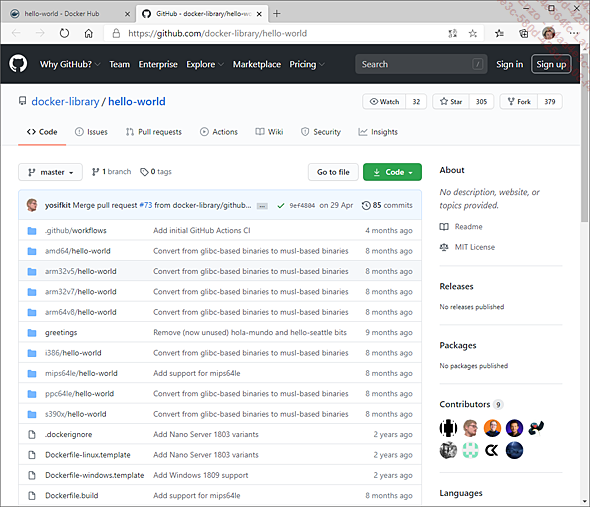 hello-world - Docker Hub
GitHub - docker-library/hello-wo
https://github.com/docker-library/hello-world
Why GitHub? Team Enterprise Explore Marketplace Pricing Search / Sign in Sign up
docker-library / hello-world
Watch 32 Star 305 Fork 379
Code Issues Pull requests Actions Wiki Security Insights
master 1 branch 0 tags Go to file Code
yosifkit Merge pull request #73 from docker-library/github... 9ef4804 on 29 Apr 85 commits
.github/workflows Add initial GitHub Actions CI 4 months ago
amd64/hello-world Convert from glibc-based binaries to musl-based binaries 8 months ago
arm32v5/hello-world Convert from glibc-based binaries to musl-based binaries 8 months ago
arm32v7/hello-world Convert from glibc-based binaries to musl-based binaries 8 months ago
arm64v8/hello-world Convert from glibc-based binaries to musl-based binaries 8 months ago
greetings Remove (now unused) hola-mundo and hello-seattle bits 9 months ago
i386/hello-world Convert from glibc-based binaries to musl-based binaries 8 months ago
mips64le/hello-world Add support for mips64le 8 months ago
ppc64le/hello-world Convert from glibc-based binaries to musl-based binaries 8 months ago
s390x/hello-world Convert from glibc-based binaries to musl-based binaries 8 months ago
.dockerignore Add Nano Server 1803 variants 2 years ago
Dockerfile-linux.template Add Nano Server 1803 variants 2 years ago
Dockerfile-windows.template Add Windows 1809 support 2 years ago
Dockerfile.build Add support for mips64le 8 months ago
About
No description, website, or
topics provided.
Readme
MIT License
Releases
No releases published
Packages
No packages published
Contributors 9
Languages